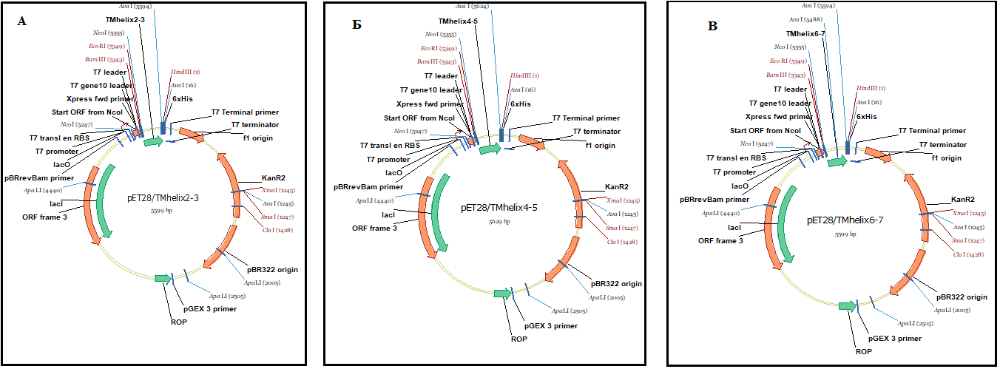 А
Ava I (5594)
TMhelix2-3
Nco I (5355)
Eco RI (5349)
Bam HI (5343)
T7 leader
T7 gene10 leader
Xpress fwd primer
Start ORF from NcoI
Nco I (5247)
T7 transl en RBS
T7 promoter
lacO
pBRrevBam primer
ApaLI (4440)
lacI
ORF frame 3
HindIII (1)
Ava I (16)
6xHis
T7 Terminal primer
T7 terminator
f1 origin
KanR2
XmaI (1245)
Ava I (1245)
Sma I (1247)
Cla I (1428)
pBR322 origin
ApaLI (2005)
ApaLI (2505)
pGEX 3 primer
ROP
pET28/TMhelix2-3
5599 bp
Б
Ava I (5624)
TMhelix4-5
Nco I (5355)
Eco RI (5349)
Bam HI (5343)
T7 leader
T7 gene10 leader
Xpress fwd primer
Start ORF from NcoI
Nco I (5247)
T7 transl en RBS
T7 promoter
lacO
pBRrevBam primer
ApaLI (4440)
lacI
ORF frame 3
HindIII (1)
Ava I (16)
6xHis
T7 Terminal primer
T7 terminator
f1 origin
KanR2
XmaI (1245)
Ava I (1245)
Sma I (1247)
Cla I (1428)
pBR322 origin
ApaLI (2005)
ApaLI (2505)
pGEX 3 primer
ROP
pET28/TMhelix4-5
5629 bp
В
Ava I (5594)
Ava I (5488)
TMhelix6-7
Nco I (5355)
Eco RI (5349)
Bam HI (5343)
T7 leader
T7 gene10 leader
Xpress fwd primer
Start ORF from NcoI
Nco I (5247)
T7 transl en RBS
T7 promoter
lacO
pBRrevBam primer
ApaLI (4440)
lacI
ORF frame 3
HindIII (1)
Ava I (16)
6xHis
T7 Terminal primer
T7 terminator
f1 origin
KanR2
XmaI (1245)
Ava I (1245)
Sma I (1247)
Cla I (1428)
pBR322 origin
ApaLI (2005)
ApaLI (2505)
pGEX 3 primer
ROP
pET28/TMhelix6-7
5599 bp